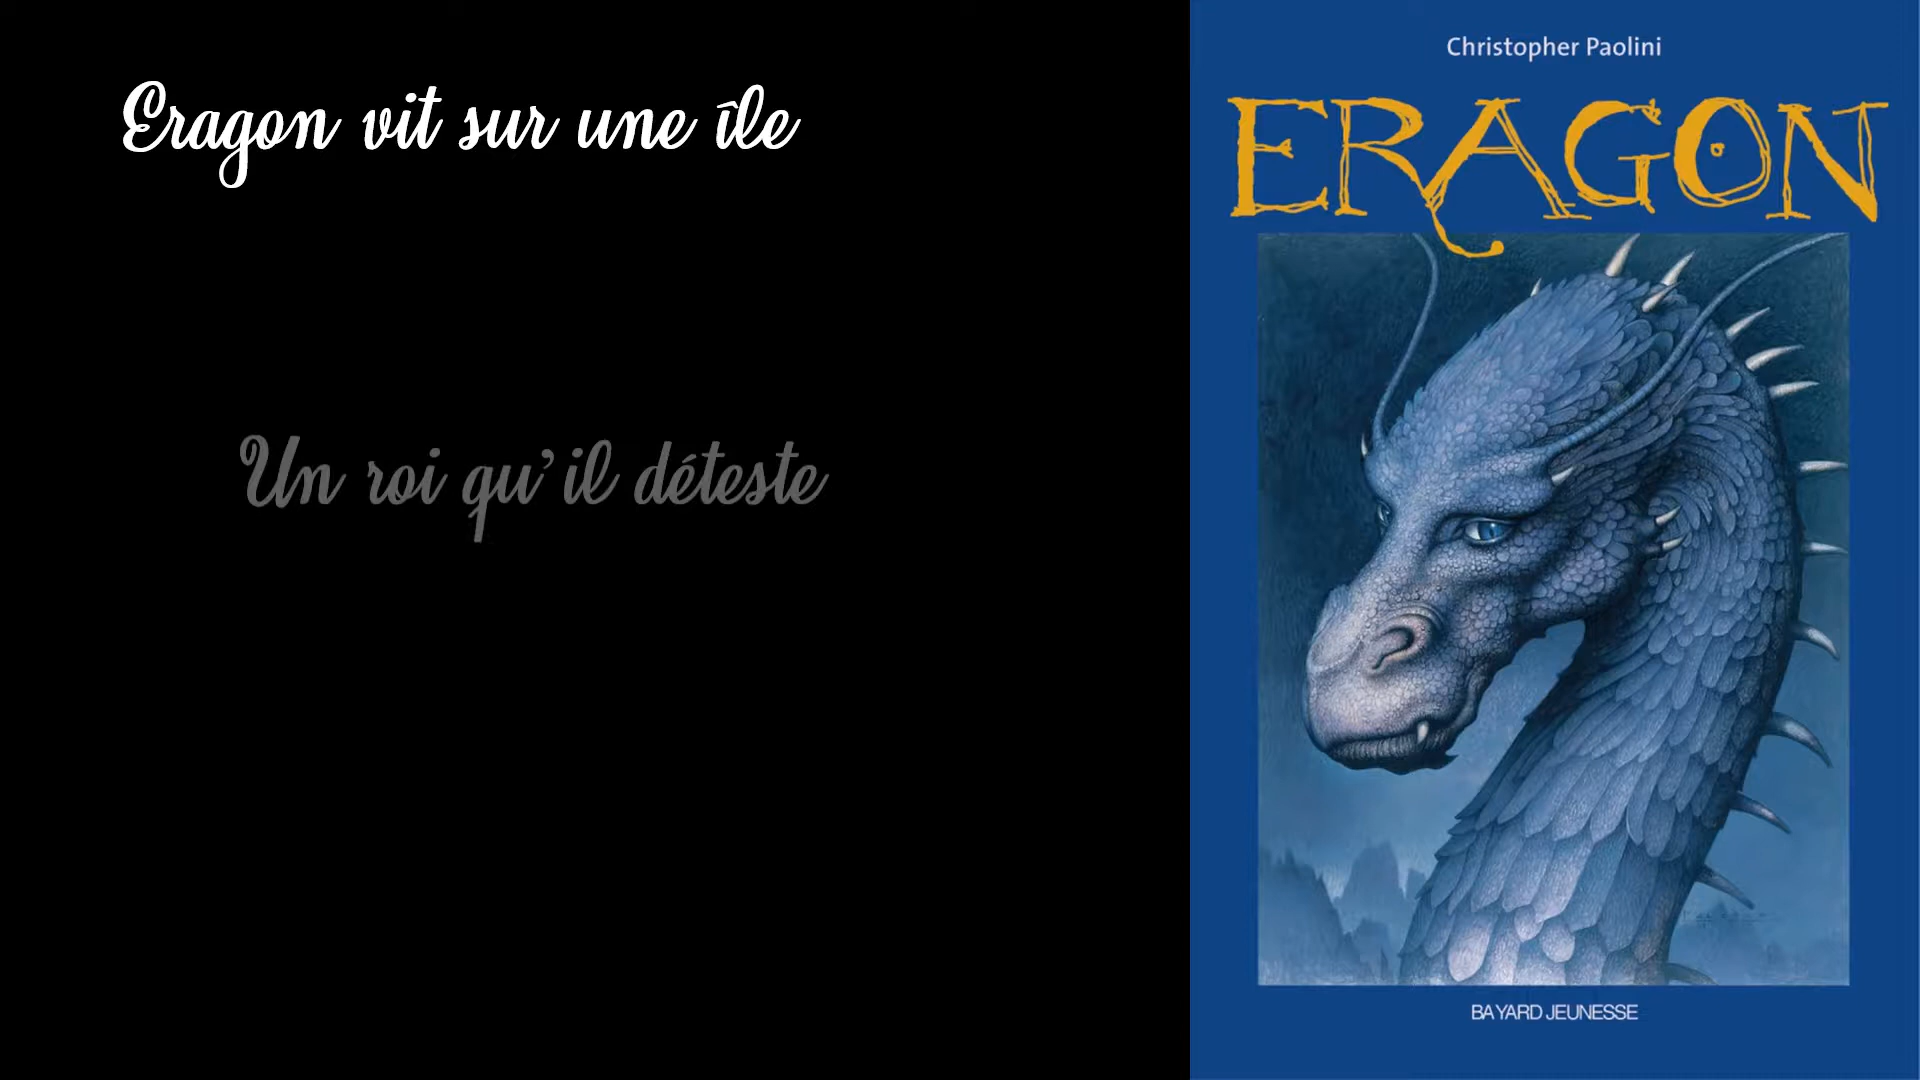 Eragon vit sur une île
Un roi qu'il déteste
Christopher Paolini
ERAGON
BAYARD JEUNESSE